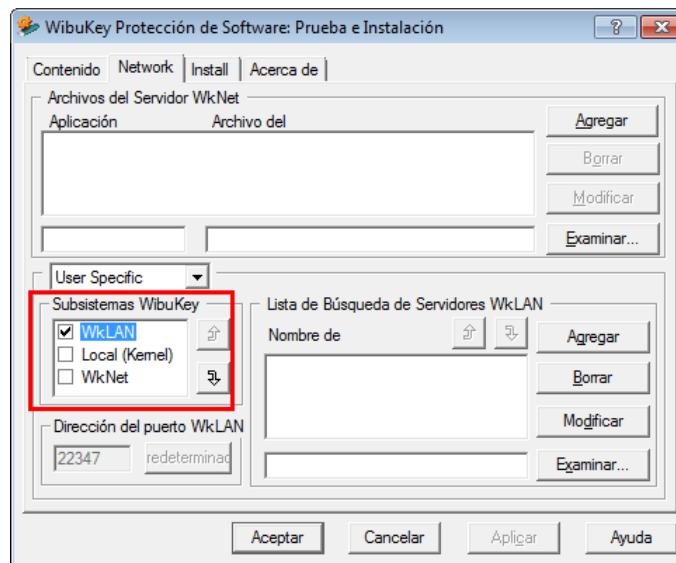 WibuKey Protección de Software: Prueba e Instalación
Contenido Network Install Acerca de
Archivos del Servidor WkNet
Aplicación Archivo del
Agregar
Borrar
Modificar
Examinar...
User Specific
Subsistemas WibuKey
WkLAN
Local (Kernel)
WkNet
Dirección del puerto WkLAN
22347 redeterminad
Lista de Búsqueda de Servidores WkLAN
Nombre de
Agregar
Borrar
Modificar
Examinar...
Aceptar Cancelar Aplicar Ayuda